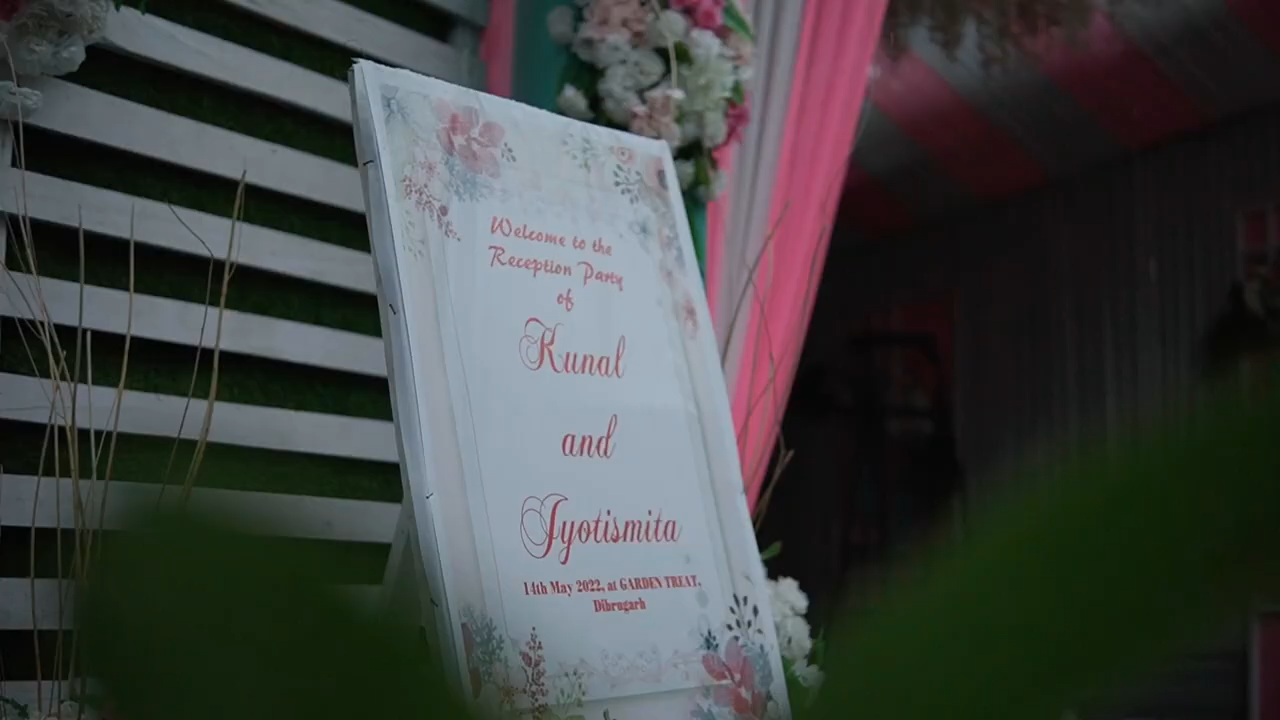 Welcome to the
Reception Party
of
Kunal
and
Jyotismita
14th May 2022, at GARDEN TREAT,
Dibrugarh